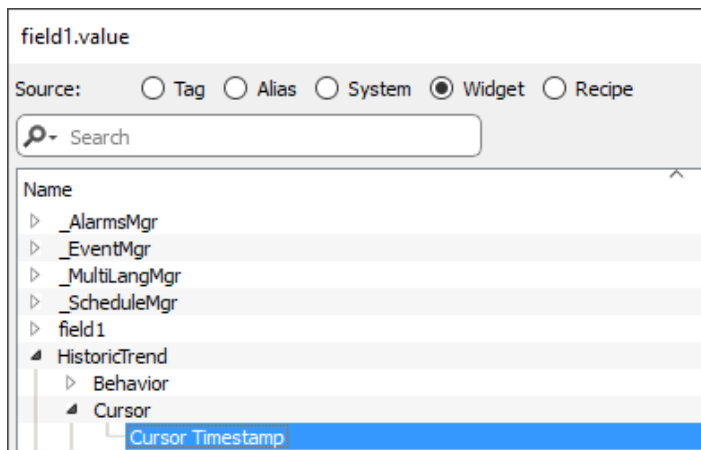 field1.value
Source: Tag Alias System Widget Recipe
Search
Name
_AlarmsMgr
_EventMgr
_MultiLangMgr
_ScheduleMgr
field1
HistoricTrend
Behavior
Cursor
Cursor Timestamp